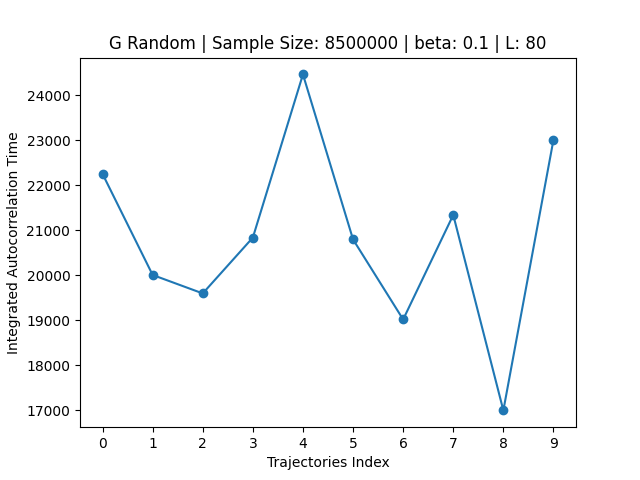 G Random | Sample Size: 8500000 | beta: 0.1 | L: 80
Integrated Autocorrelation Time
24000
23000
22000
21000
20000
19000
18000
17000
0 1 2 3 4 5 6 7 8 9
Trajectories Index